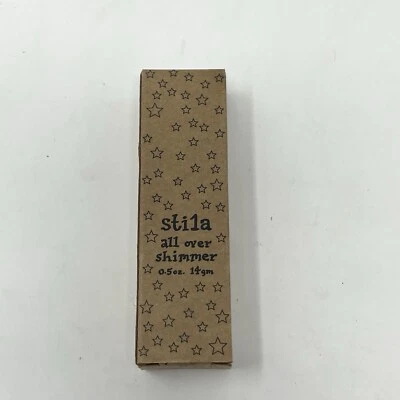 stila
all over
shimmer
0.5oz. 14gm